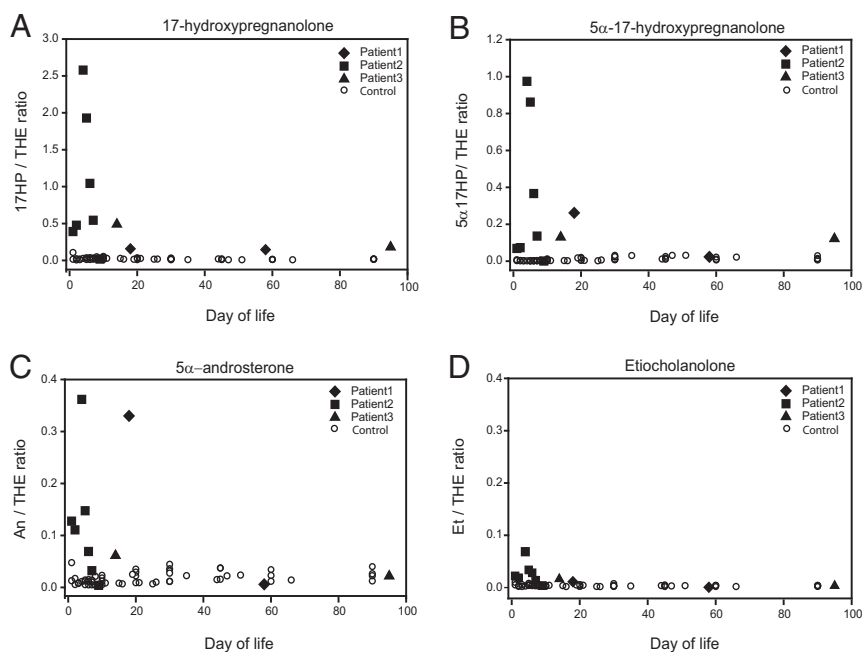 A
17-hydroxypregnanolone
Patient1
Patient2
Patient3
Control
3.0
2.5
2.0
1.5
1.0
0.5
0.0
17HP / THE ratio
0 20 40 60 80 100
Day of life
B
5α-17-hydroxypregnanolone
Patient1
Patient2
Patient3
Control
1.2
1.0
0.8
0.6
0.4
0.2
0.0
5α17HP / THE ratio
0 20 40 60 80 100
Day of life
C
5α–androsterone
Patient1
Patient2
Patient3
Control
0.4
0.3
0.2
0.1
0.0
An / THE ratio
0 20 40 60 80 100
Day of life
D
Etiocholanolone
Patient1
Patient2
Patient3
Control
0.4
0.3
0.2
0.1
0.0
Et / THE ratio
0 20 40 60 80 100
Day of life